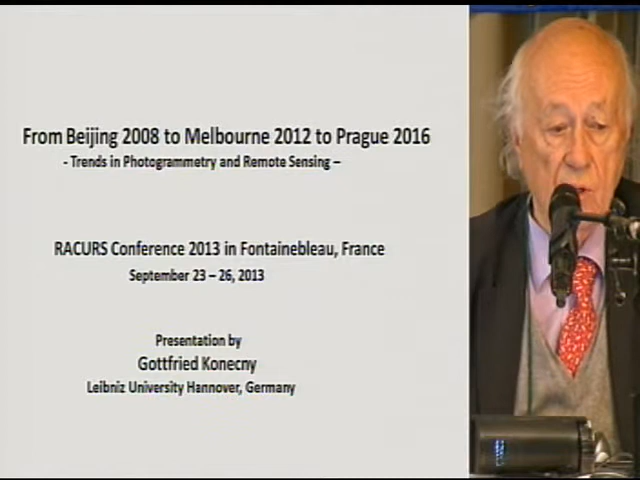 From Beijing 2008 to Melbourne 2012 to Prague 2016
- Trends in Photogrammetry and Remote Sensing –
RACURS Conference 2013 in Fontainebleau, France
September 23 – 26, 2013
Presentation by
Gottfried Konecny
Leibniz University Hannover, Germany